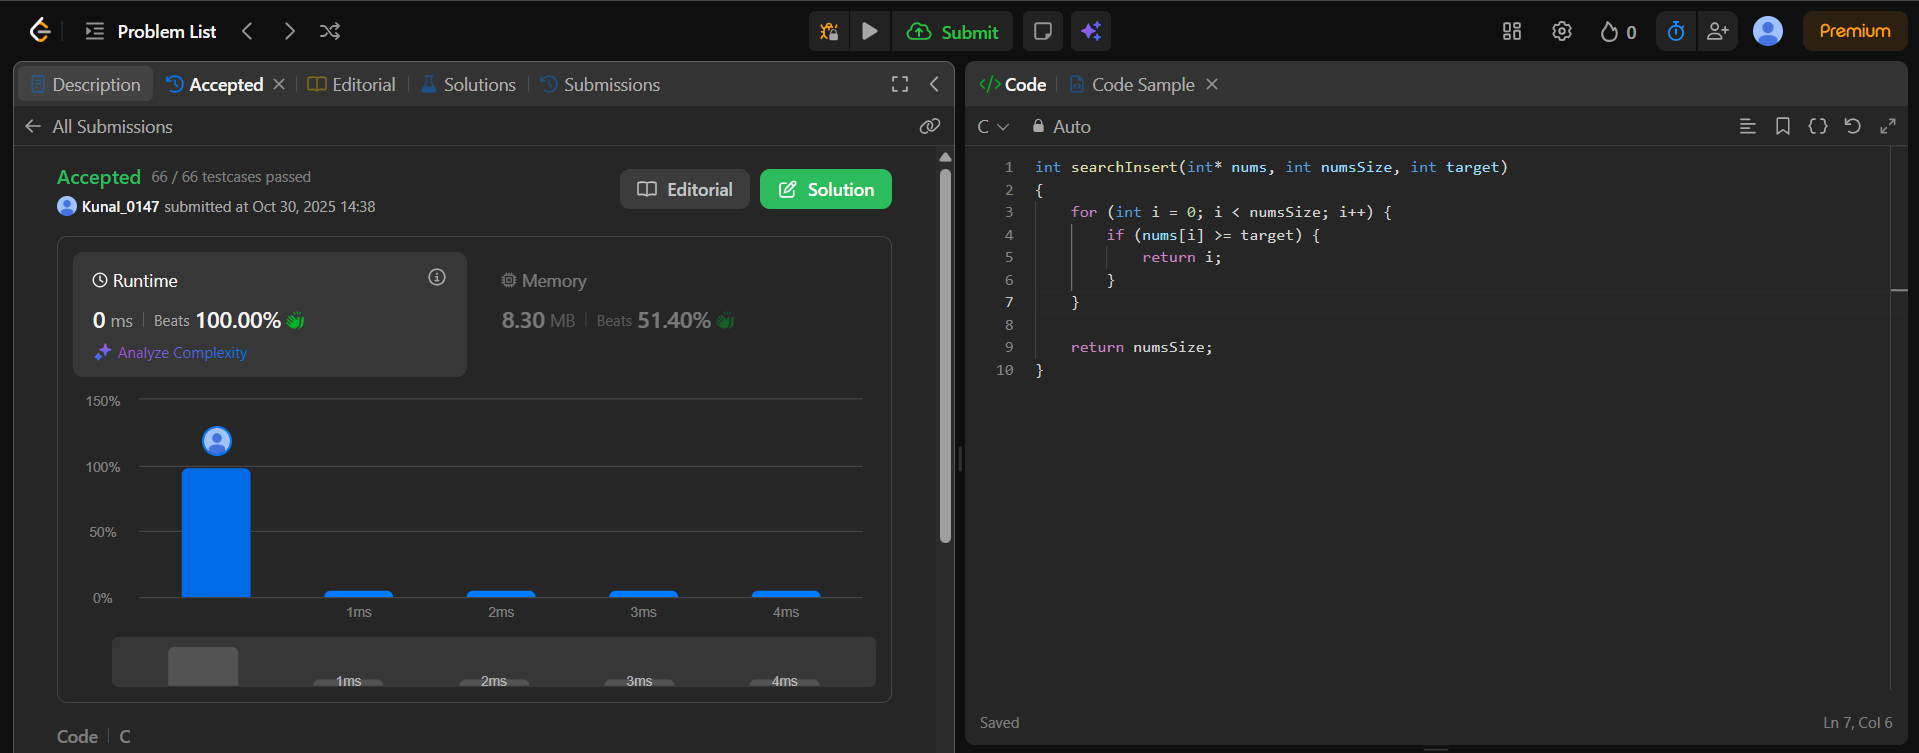 Problem List
Submit
0
Premium
Description
Accepted
Editorial
Solutions
Submissions
All Submissions
Accepted 66 / 66 testcases passed
Kunal_0147 submitted at Oct 30, 2025 14:38
Editorial
Solution
Runtime
0 ms | Beats 100.00%
Analyze Complexity
Memory
8.30 MB | Beats 51.40%
150%
100%
50%
0%
1ms 2ms 3ms 4ms
1ms 2ms 3ms 4ms
Code | C
</> Code
Code Sample
C
Auto
1 int searchInsert(int* nums, int numsSize, int target)
2 {
3 for (int i = 0; i < numsSize; i++) {
4 if (nums[i] >= target) {
5 return i;
6 }
7 }
8
9 return numsSize;
10 }
Saved
Ln 7, Col 6